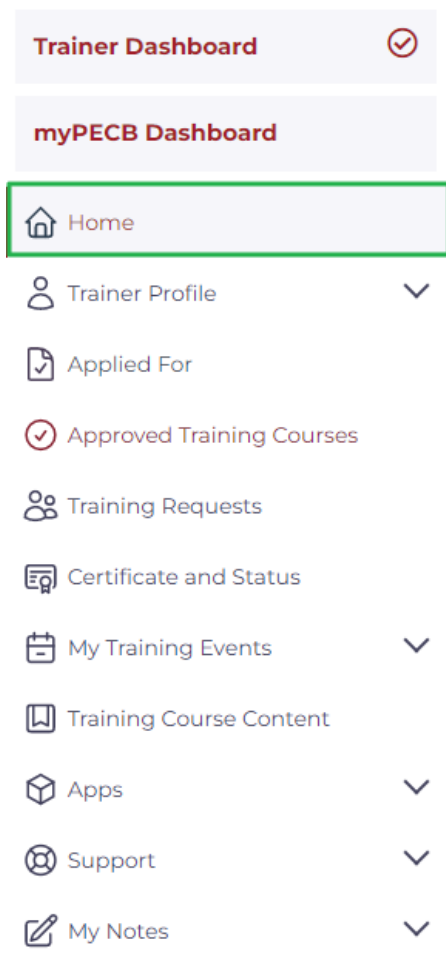 Trainer Dashboard
myPECB Dashboard
Home
Trainer Profile
Applied For
Approved Training Courses
Training Requests
Certificate and Status
My Training Events
Training Course Content
Apps
Support
My Notes